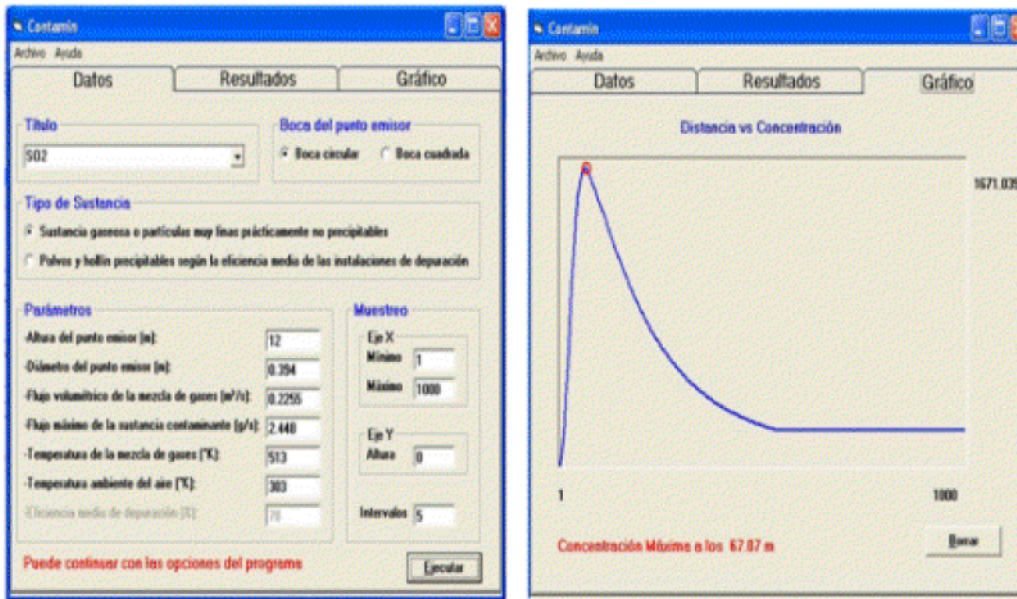 Contamin
Archivo Ayuda
Datos Resultados Gráfico
Título
SO2
Boca del punto emisor
Boca circular Boca cuadrada
Tipo de Sustancia
Sustancia gaseosa o partículas muy finas prácticamente no precipitables
Polvos y hollín precipitables según la eficiencia media de las instalaciones de depuración
Parámetros
-Altura del punto emisor (m): 12
-Diámetro del punto emisor (m): 0.394
-Flujo volumétrico de la mezcla de gases (m³/s): 0.2255
-Flujo máximo de la sustancia contaminante (g/s): 2.448
-Temperatura de la mezcla de gases (°K): 513
-Temperatura ambiente del aire (°K): 303
-Eficiencia media de depuración (%): 70
Muestreo
Eje X
Mínimo 1
Máximo 1000
Eje Y
Altura 0
Intervalos 5
Puede continuar con las opciones del programa
Ejecutar
Contamin
Archivo Ayuda
Datos Resultados Gráfico
Distancia vs Concentración
1671.039
1 1000
Concentración Máxima a los 67.07 m
Borrar